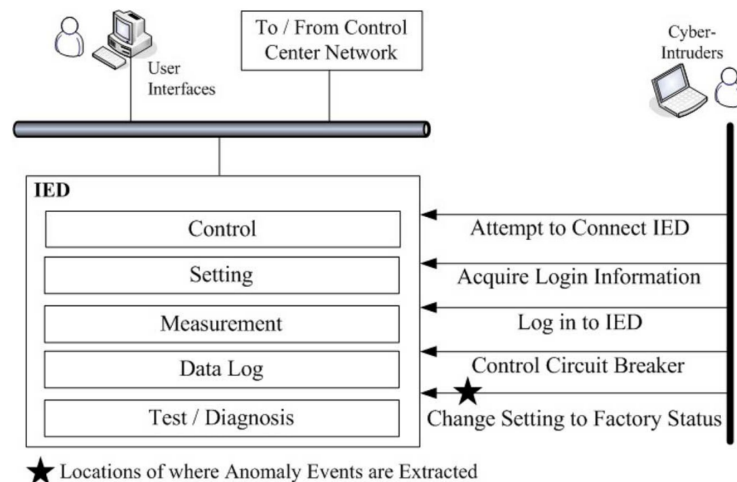 To / From Control
Center Network
User
Interfaces
Cyber-
Intruders
IED
Control
Setting
Measurement
Data Log
Test / Diagnosis
Attempt to Connect IED
Acquire Login Information
Log in to IED
Control Circuit Breaker
Change Setting to Factory Status
Locations of where Anomaly Events are Extracted